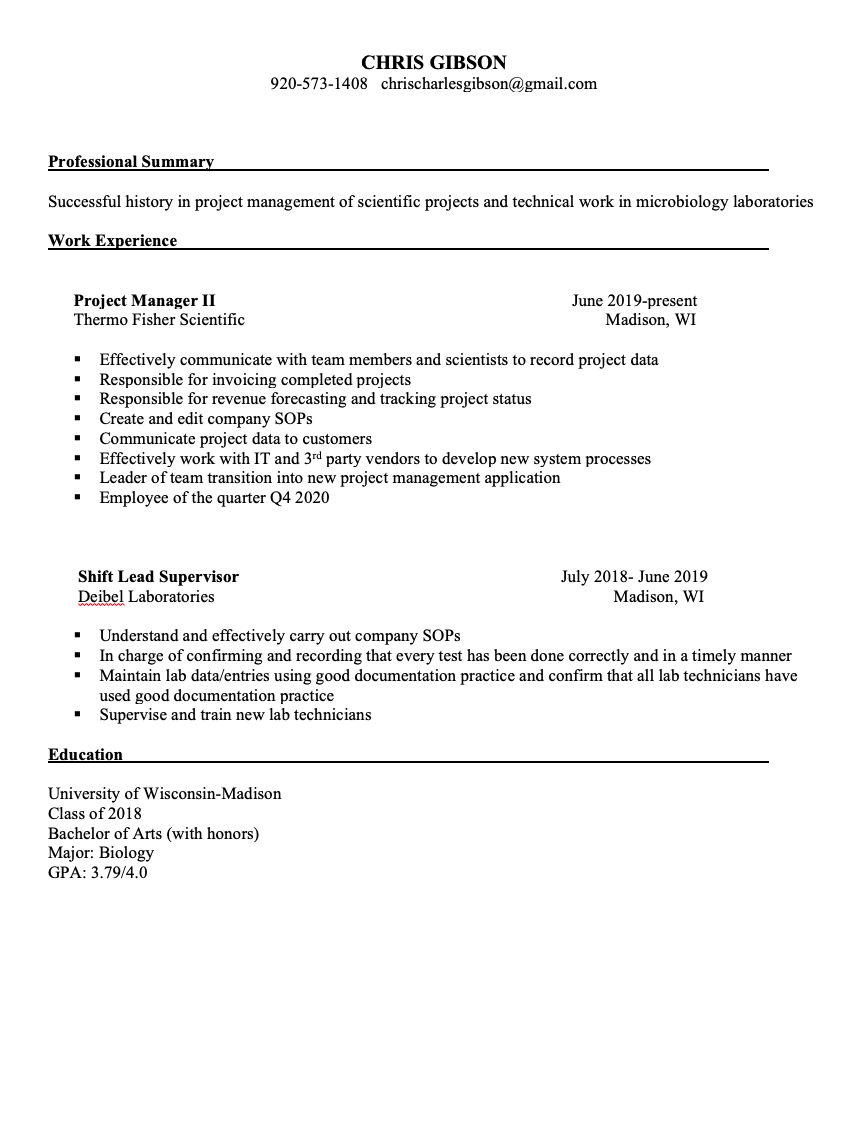 CHRIS GIBSON
920-573-1408 chrischarlesgibson@gmail.com
Professional Summary
Successful history in project management of scientific projects and technical work in microbiology laboratories
Work Experience
Project Manager II June 2019-present
Thermo Fisher Scientific Madison, WI
▪ Effectively communicate with team members and scientists to record project data
▪ Responsible for invoicing completed projects
▪ Responsible for revenue forecasting and tracking project status
▪ Create and edit company SOPs
▪ Communicate project data to customers
▪ Effectively work with IT and 3rd party vendors to develop new system processes
▪ Leader of team transition into new project management application
▪ Employee of the quarter Q4 2020
Shift Lead Supervisor July 2018- June 2019
Deibel Laboratories Madison, WI
▪ Understand and effectively carry out company SOPs
▪ In charge of confirming and recording that every test has been done correctly and in a timely manner
▪ Maintain lab data/entries using good documentation practice and confirm that all lab technicians have
used good documentation practice
▪ Supervise and train new lab technicians
Education
University of Wisconsin-Madison
Class of 2018
Bachelor of Arts (with honors)
Major: Biology
GPA: 3.79/4.0